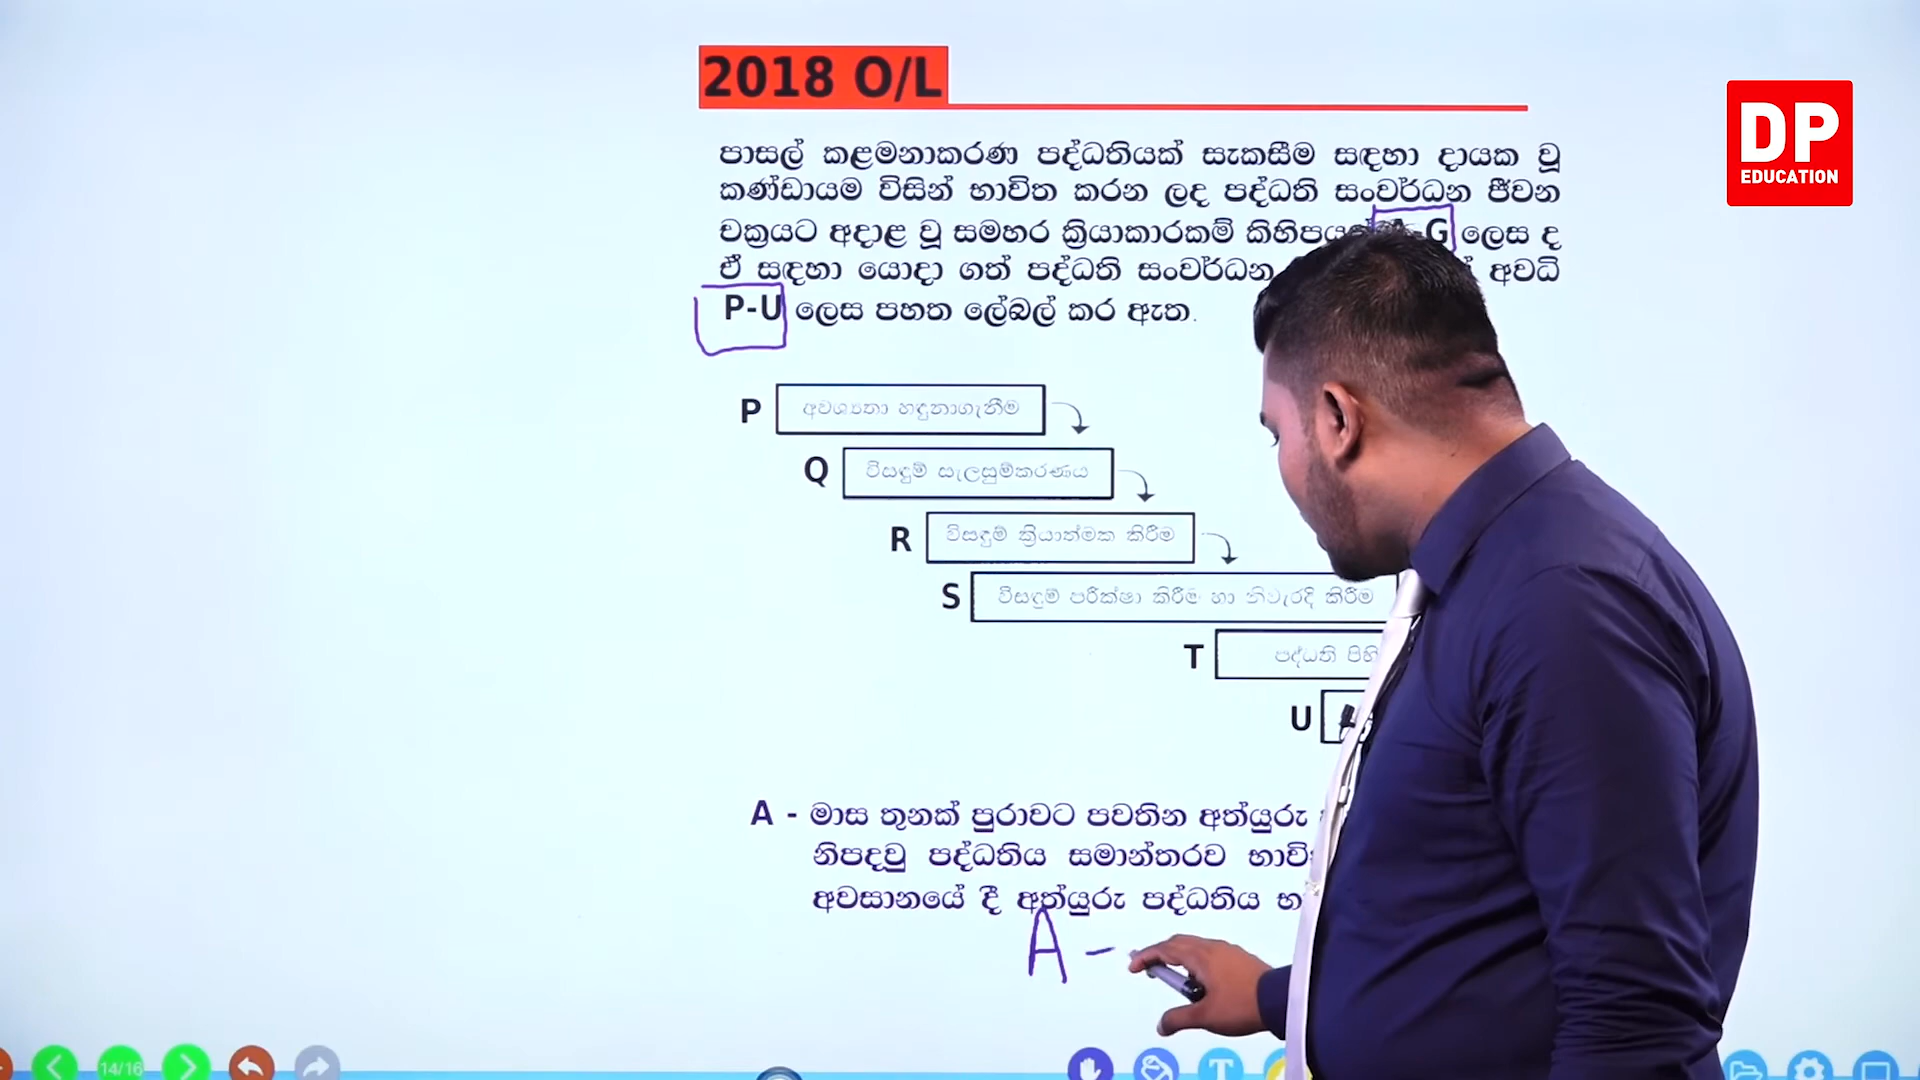 2018 O/L
DP
EDUCATION
පාසල් කළමනාකරණ පද්ධතියක් සැකසීම සඳහා දායක වූ
කණ්ඩායම විසින් භාවිත කරන ලද පද්ධති සංවර්ධන ජීවන
චක්‍රයට අදාළ වූ සමහර ක්‍රියාකාරකම් -G ලෙස ද
ඒ සඳහා යොදා ගත් පද්ධති සංවර්ධන අවධි
P-U ලෙස පහත ලේබල් කර ඇත.
P අවශ්‍යතා හඳුනාගැනීම
Q විසඳුම් සැලසුම්කරණය
R විසඳුම් ක්‍රියාත්මක කිරීම
S විසඳුම් පරීක්ෂා කිරීම හා නිවැරදි කිරීම
T පද්ධති
U
A - මාස තුනක් පුරාවට පවතින අත්යුරු
නිපදවු පද්ධතිය සමාන්තරව
අවසානයේ දී අත්යුරු පද්ධතිය
A -
14/16
T